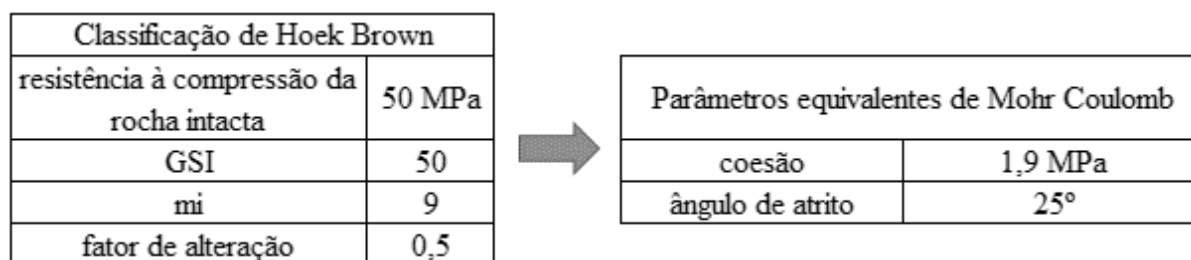 Classificação de Hoek Brown
resistência à compressão da
rocha intacta
50 MPa
GSI 50
mi 9
fator de alteração 0,5
Parâmetros equivalentes de Mohr Coulomb
coesão 1,9 MPa
ângulo de atrito 25º